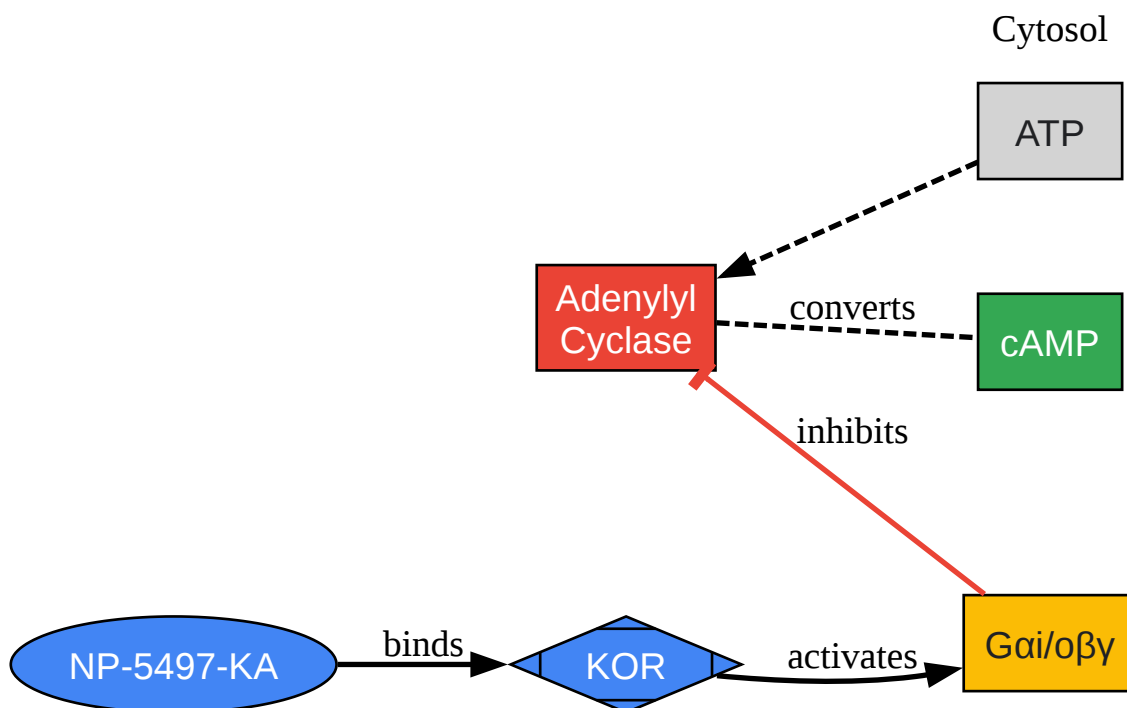 Cytosol
ATP
Adenylyl
Cyclase
converts
cAMP
inhibits
NP-5497-KA
binds
KOR
activates
Gαi/oβγ